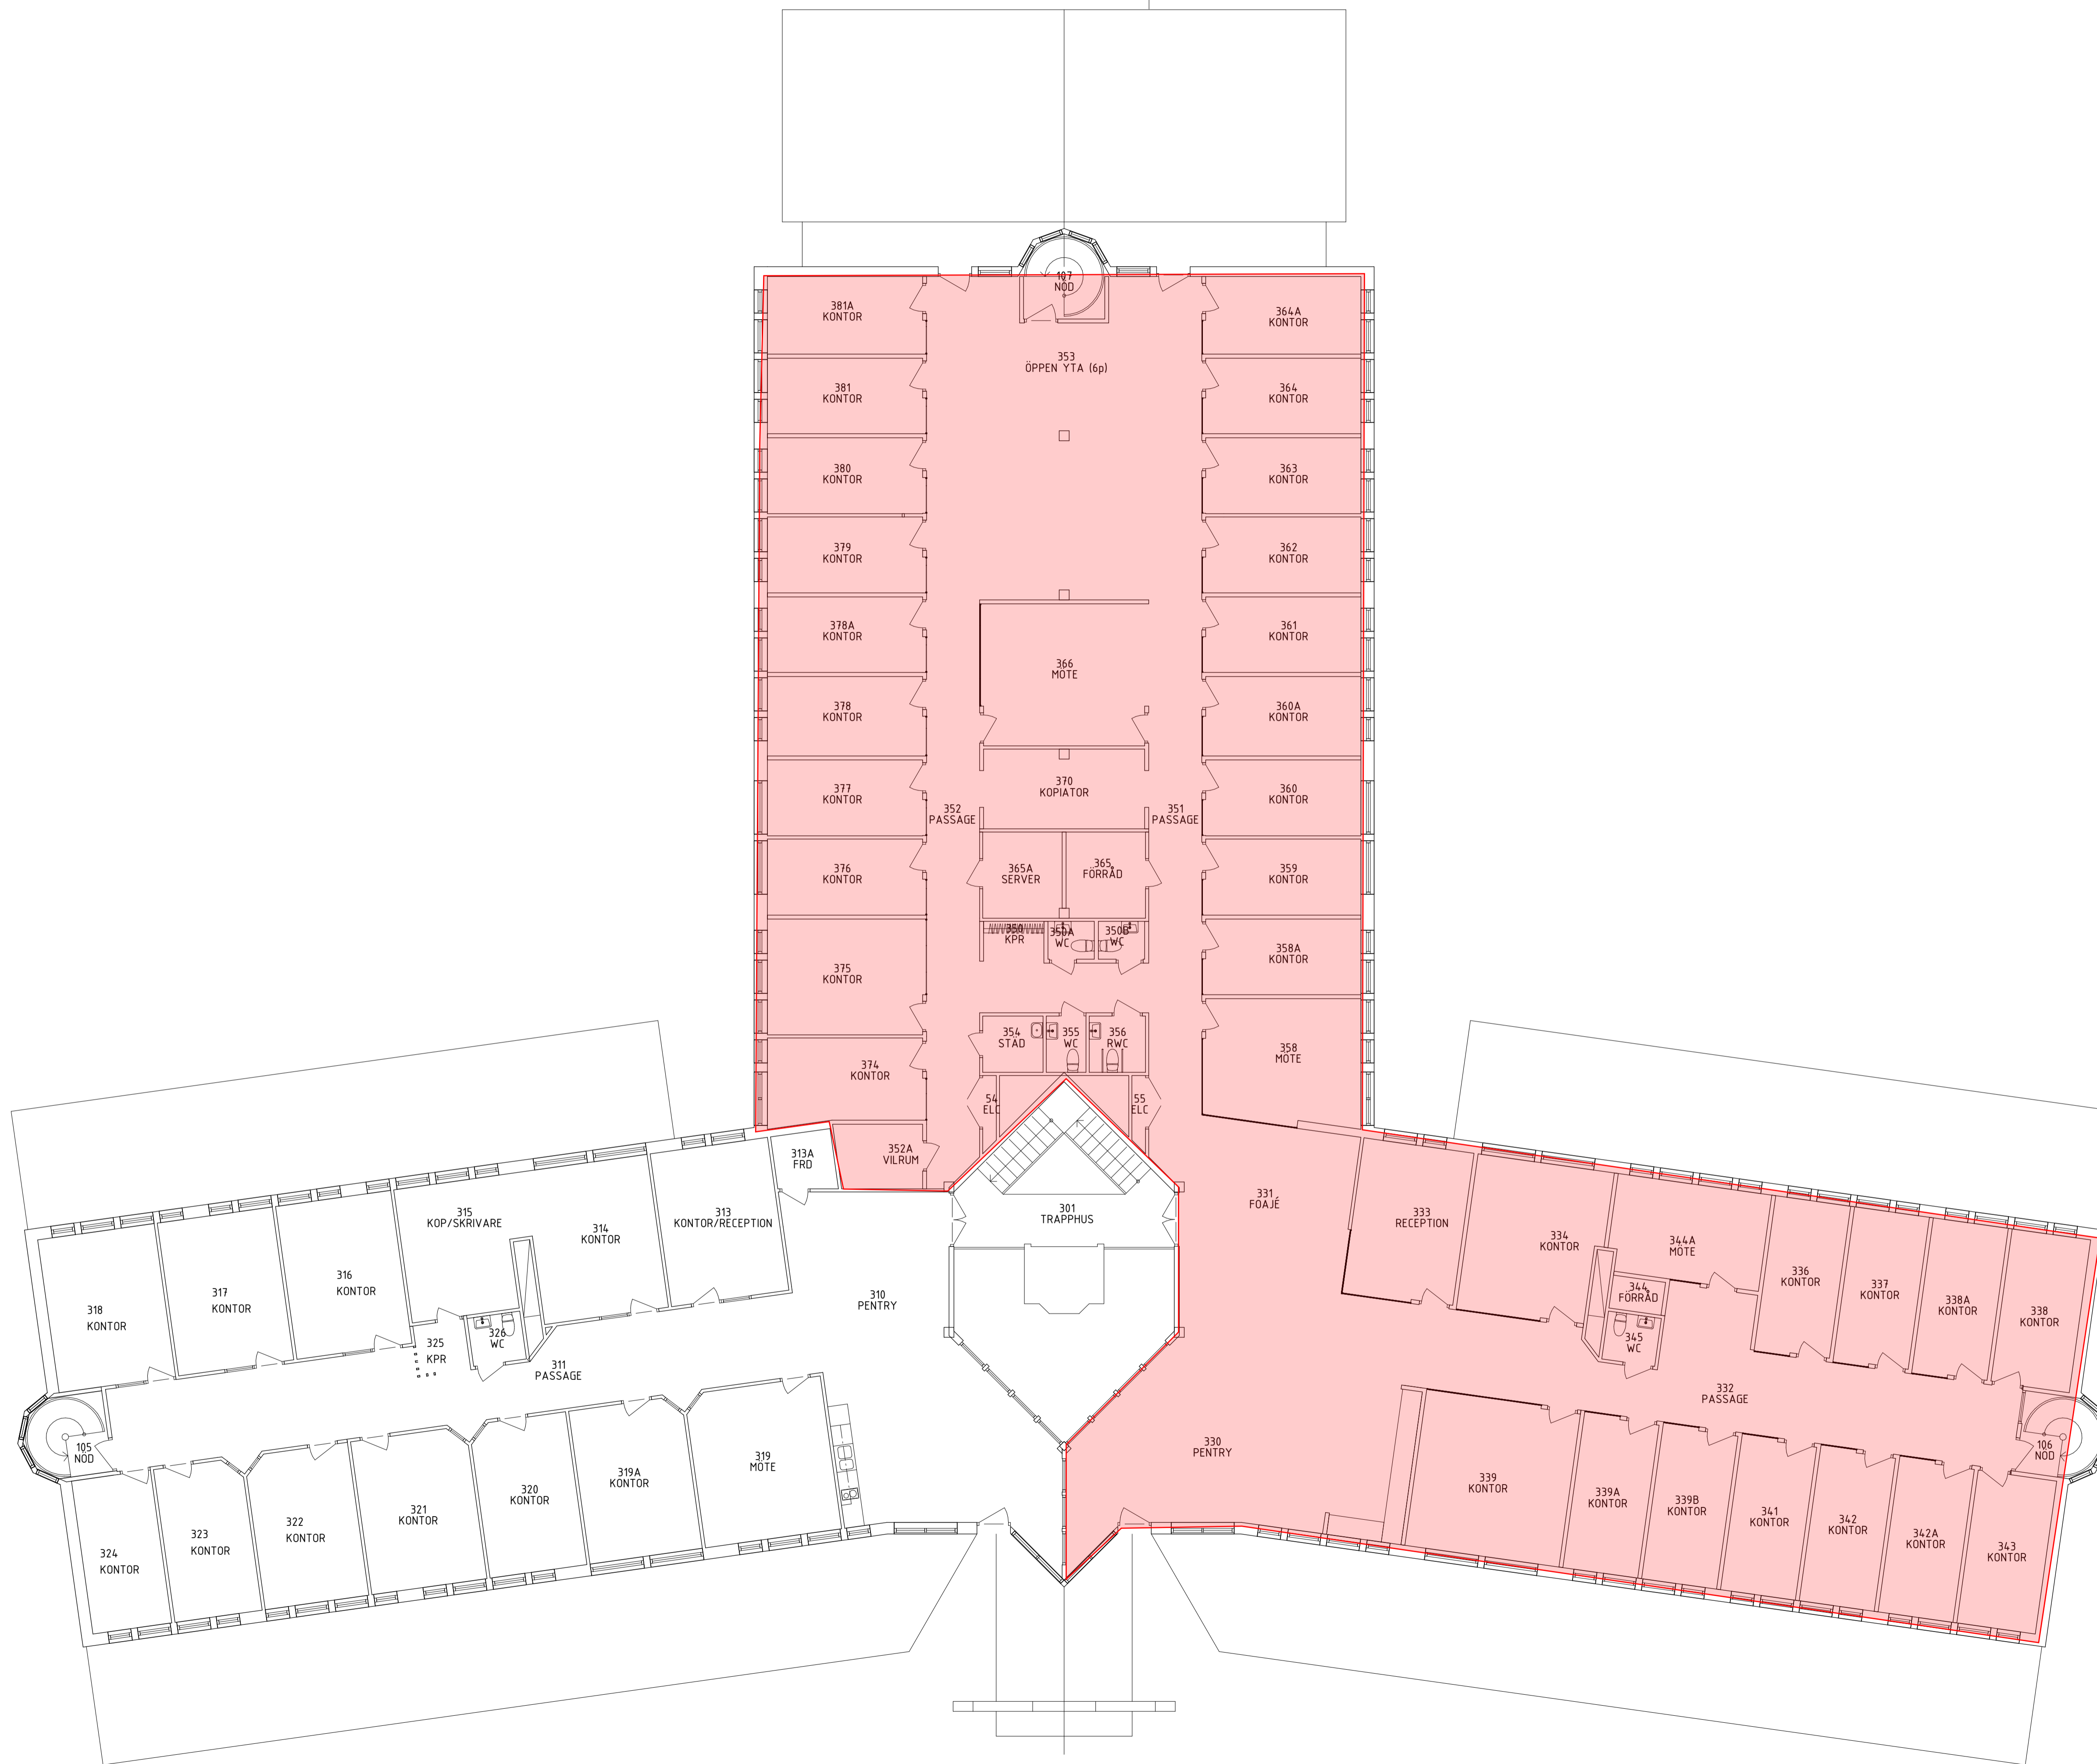 107
NÖD
381A
KONTOR
364A
KONTOR
353
ÖPPEN YTA (6p)
381
KONTOR
364
KONTOR
380
KONTOR
363
KONTOR
379
KONTOR
362
KONTOR
378A
KONTOR
361
KONTOR
366
MÖTE
378
KONTOR
360A
KONTOR
377
KONTOR
370
KOPIATOR
360
KONTOR
352
PASSAGE
351
PASSAGE
376
KONTOR
365A
SERVER
365
FÖRRÅD
359
KONTOR
350
KPR
350A
WC
350B
WC
358A
KONTOR
375
KONTOR
354
STÄD
355
WC
356
RWC
358
MÖTE
374
KONTOR
54
ELC
55
ELC
313A
FRD
352A
VILRUM
301
TRAPPHUS
331
FOAJÉ
315
KOP/SKRIVARE
314
KONTOR
313
KONTOR/RECEPTION
333
RECEPTION
334
KONTOR
344A
MÖTE
316
KONTOR
317
KONTOR
318
KONTOR
310
PENTRY
336
KONTOR
337
KONTOR
338A
KONTOR
338
KONTOR
344
FÖRRÅD
345
WC
326
WC
325
KPR
311
PASSAGE
332
PASSAGE
105
NÖD
106
NÖD
330
PENTRY
319
MÖTE
319A
KONTOR
320
KONTOR
321
KONTOR
322
KONTOR
323
KONTOR
324
KONTOR
339
KONTOR
339A
KONTOR
339B
KONTOR
341
KONTOR
342
KONTOR
342A
KONTOR
343
KONTOR